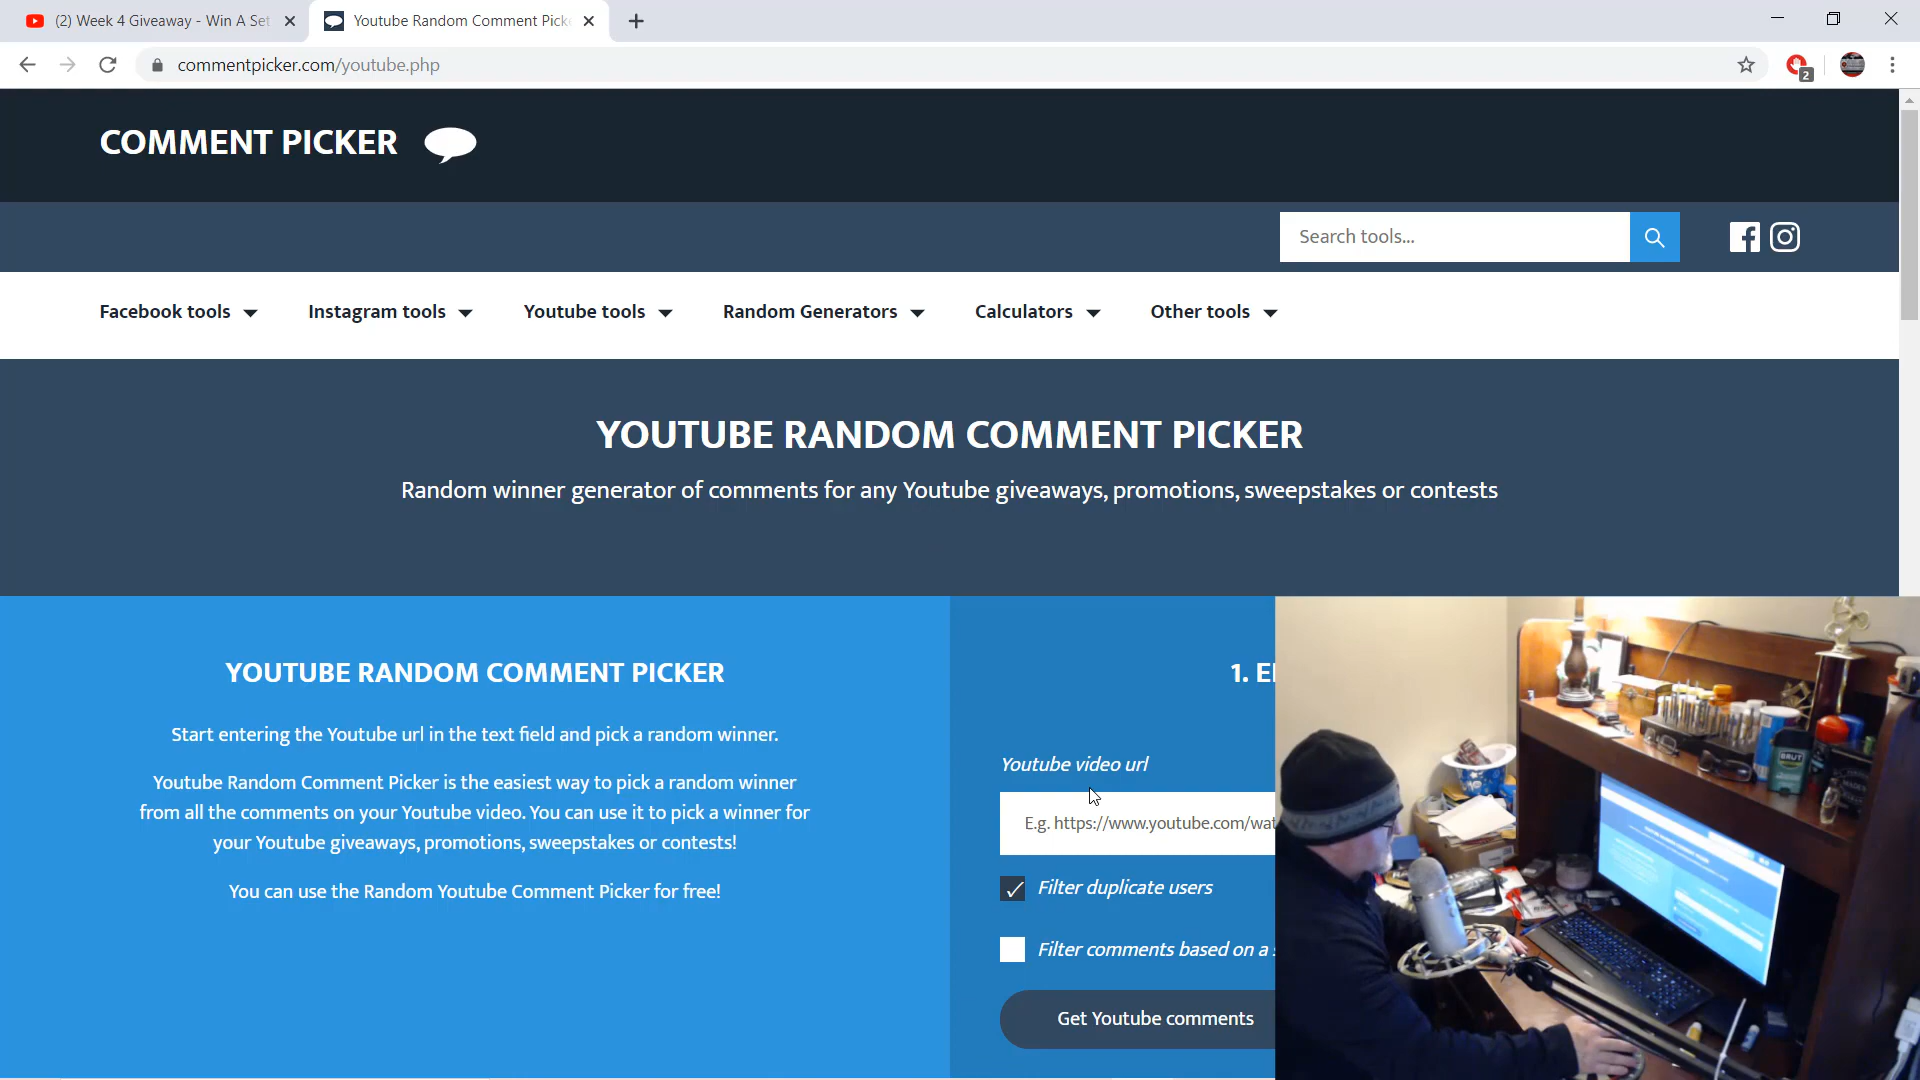 (2) Week 4 Giveaway - Win A Set
Youtube Random Comment Pick
commentpicker.com/youtube.php
2
COMMENT PICKER
Search tools...
Facebook tools
Instagram tools
Youtube tools
Random Generators
Calculators
Other tools
YOUTUBE RANDOM COMMENT PICKER
Random winner generator of comments for any Youtube giveaways, promotions, sweepstakes or contests
YOUTUBE RANDOM COMMENT PICKER
Start entering the Youtube url in the text field and pick a random winner.
Youtube Random Comment Picker is the easiest way to pick a random winner
from all the comments on your Youtube video. You can use it to pick a winner for
your Youtube giveaways, promotions, sweepstakes or contests!
You can use the Random Youtube Comment Picker for free!
1. E
Youtube video url
E.g. https://www.youtube.com/wat
Filter duplicate users
Filter comments based on a s
Get Youtube comments
BRUT